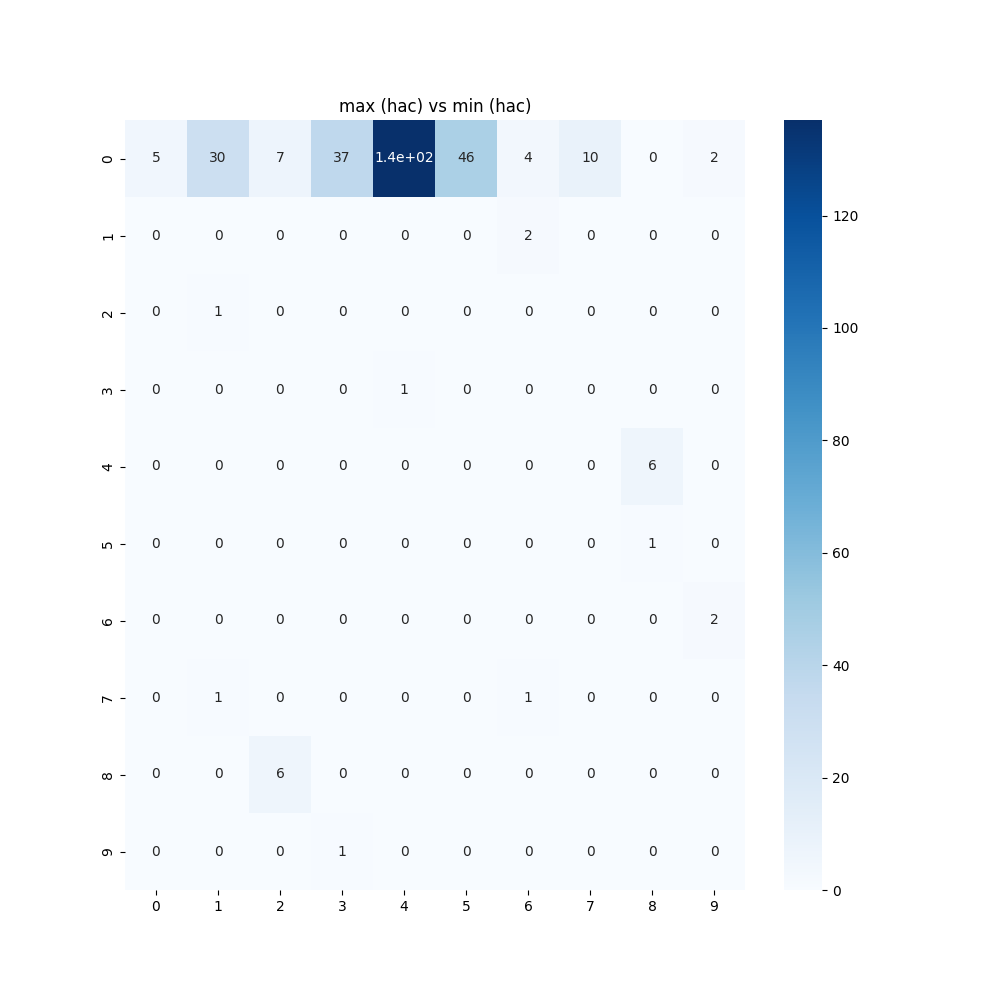 max (hac) vs min (hac)
0 5 30 7 37 1.4e+02 46 4 10 0 2
1 0 0 0 0 0 0 2 0 0 0
2 0 1 0 0 0 0 0 0 0 0
3 0 0 0 0 1 0 0 0 0 0
4 0 0 0 0 0 0 0 0 6 0
5 0 0 0 0 0 0 0 0 1 0
6 0 0 0 0 0 0 0 0 0 2
7 0 1 0 0 0 0 1 0 0 0
8 0 0 6 0 0 0 0 0 0 0
9 0 0 0 1 0 0 0 0 0 0
0 1 2 3 4 5 6 7 8 9
120
100
80
60
40
20
0